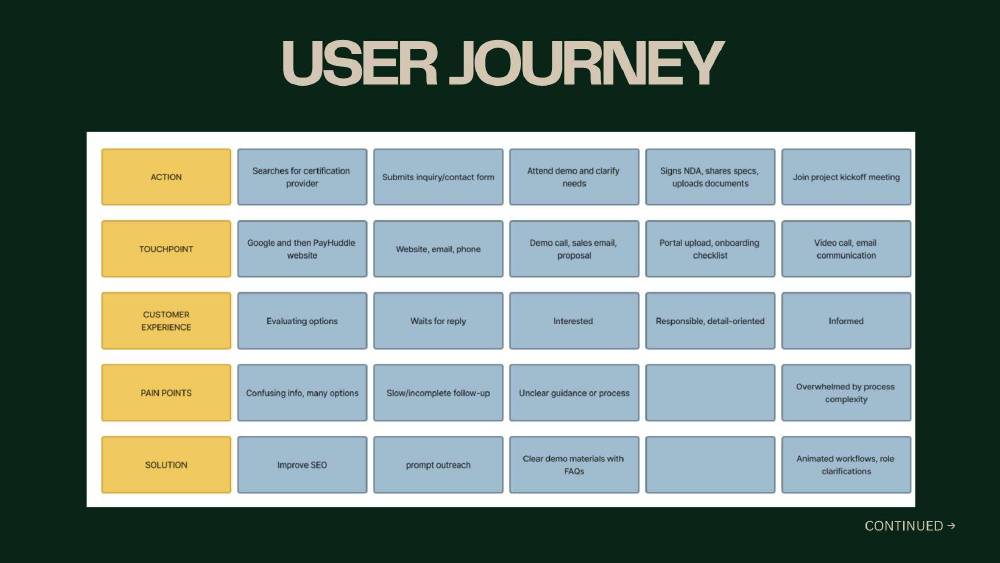 USER JOURNEY
ACTION
Searches for certification
provider
Submits inquiry/contact form
Attend demo and clarify
needs
Signs NDA, shares specs,
uploads documents
Join project kickoff meeting
TOUCHPOINT
Google and then PayHuddle
website
Website, email, phone
Demo call, sales email,
proposal
Portal upload, onboarding
checklist
Video call, email
communication
CUSTOMER
EXPERIENCE
Evaluating options
Waits for reply
Interested
Responsible, detail-oriented
Informed
PAIN POINTS
Confusing info, many options
Slow/incomplete follow-up
Unclear guidance or process
Overwhelmed by process
complexity
SOLUTION
Improve SEO
prompt outreach
Clear demo materials with
FAQs
Animated workflows, role
clarifications
CONTINUED →